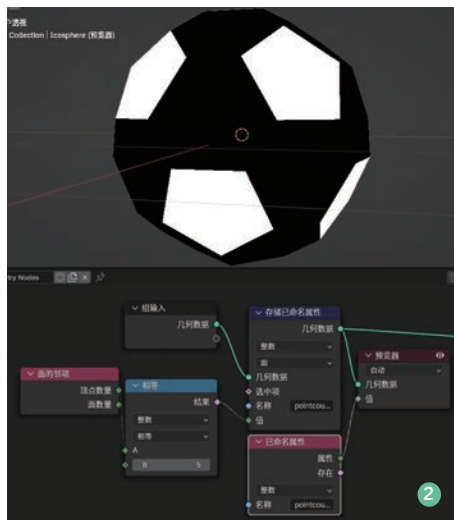 户透视
Collection | Icosphere (预览器)
try Nodes
组输入
几何数据
存储已命名属性
几何数据
整数
面
几何数据
选中项
名称 pointcou...
值
预览器
自动
几何数据
值
面的邻项
顶点数量
面数量
相等
结果
整数
相等
A
B 5
已命名属性
属性
存在
整数
名称 pointcou...
2